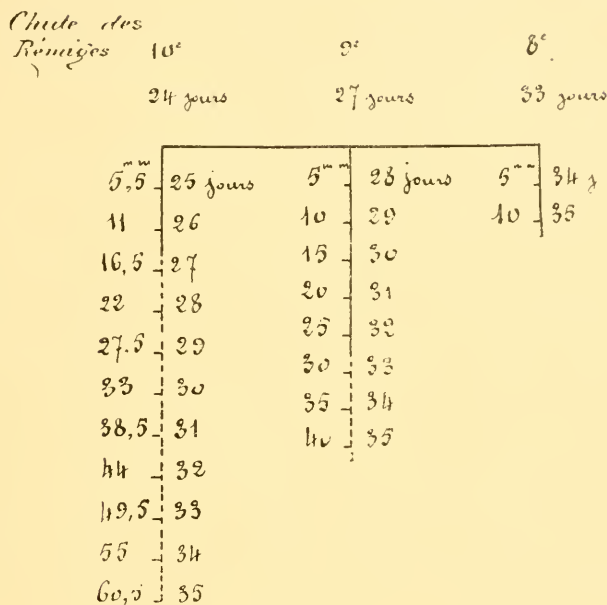 Chute des
Rémiges 10e 9e 8e.
24 jours 27 jours 33 jours
5,5mm 25 jours 5mm 28 jours 5mm 34 j
11 26 10 29 10 35
16,5 27 15 30
22 28 20 31
27.5 29 25 32
33 30 30 33
38,5 31 35 34
44 32 40 35
49,5 33
55 34
60,5 35